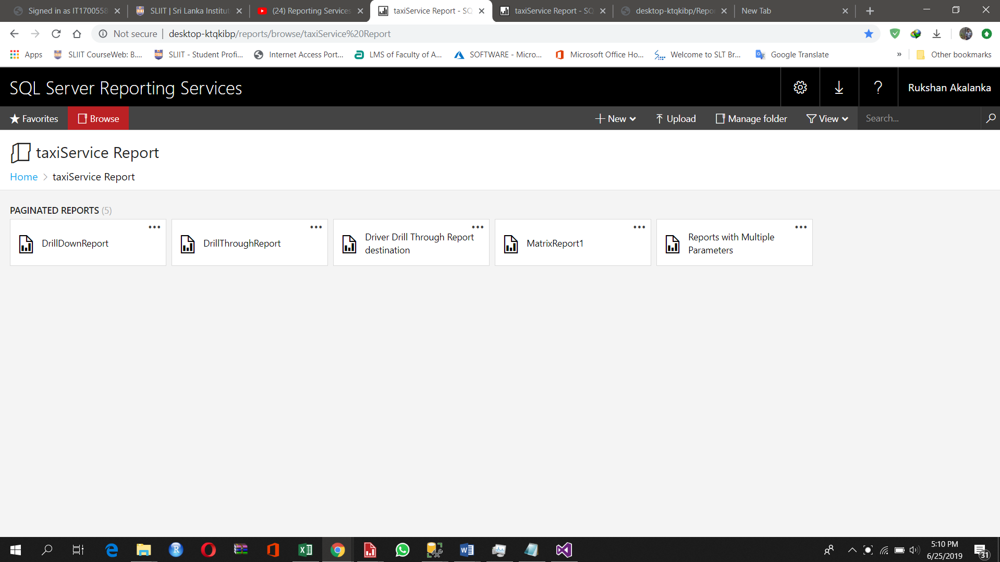 Signed in as IT1700558
SLIIT | Sri Lanka Institut
(24) Reporting Services
taxiService Report - SQ
taxiService Report - SQ
desktop-ktqkibp/Repor
New Tab
Not secure | desktop-ktqkibp/reports/browse/taxiService%20Report
Apps
SLIIT CourseWeb: B....
SLIIT - Student Profi...
Internet Access Port...
LMS of Faculty of A...
SOFTWARE - Micro...
Microsoft Office Ho...
Welcome to SLT Br...
Google Translate
»
Other bookmarks
SQL Server Reporting Services
?
Rukshan Akalanka
Favorites
Browse
New
Upload
Manage folder
View
Search...
taxiService Report
Home > taxiService Report
PAGINATED REPORTS (5)
DrillDownReport
DrillThroughReport
Driver Drill Through Report
destination
MatrixReport1
Reports with Multiple
Parameters
5:10 PM
6/25/2019
31